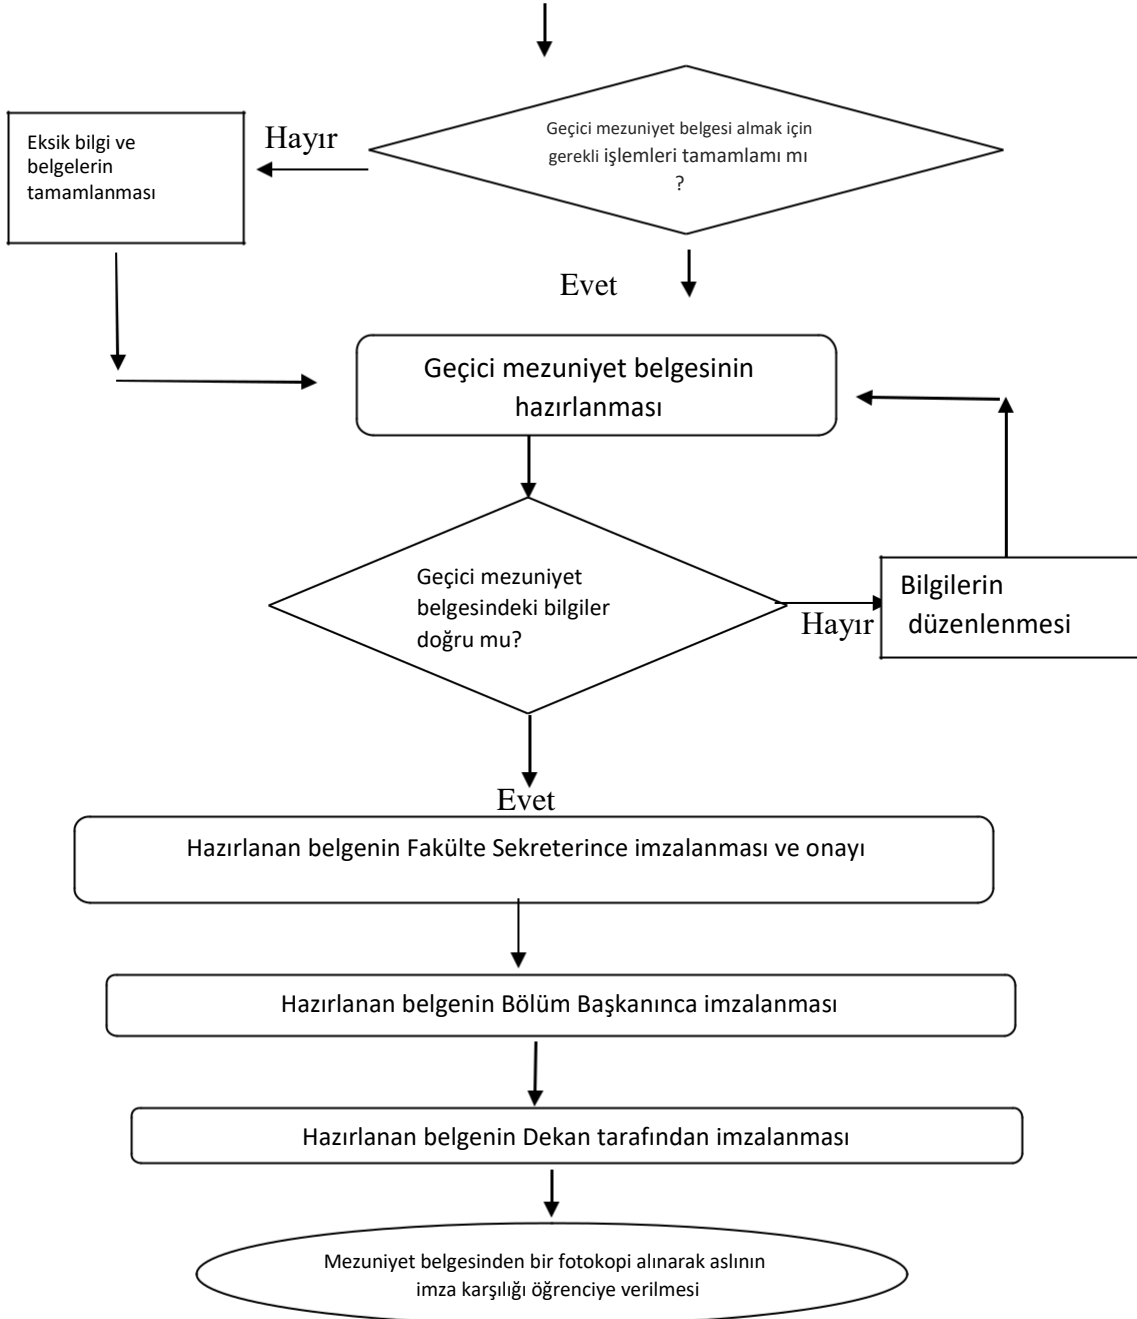 Geçici mezuniyet belgesi almak için
gerekli işlemleri tamamlamı mı
?
Hayır
Eksik bilgi ve
belgelerin
tamamlanması
Evet
Geçici mezuniyet belgesinin
hazırlanması
Geçici mezuniyet
belgesindeki bilgiler
doğru mu?
Hayır
Bilgilerin
düzenlenmesi
Evet
Hazırlanan belgenin Fakülte Sekreterince imzalanması ve onayı
Hazırlanan belgenin Bölüm Başkanınca imzalanması
Hazırlanan belgenin Dekan tarafından imzalanması
Mezuniyet belgesinden bir fotokopi alınarak aslının
imza karşılığı öğrenciye verilmesi